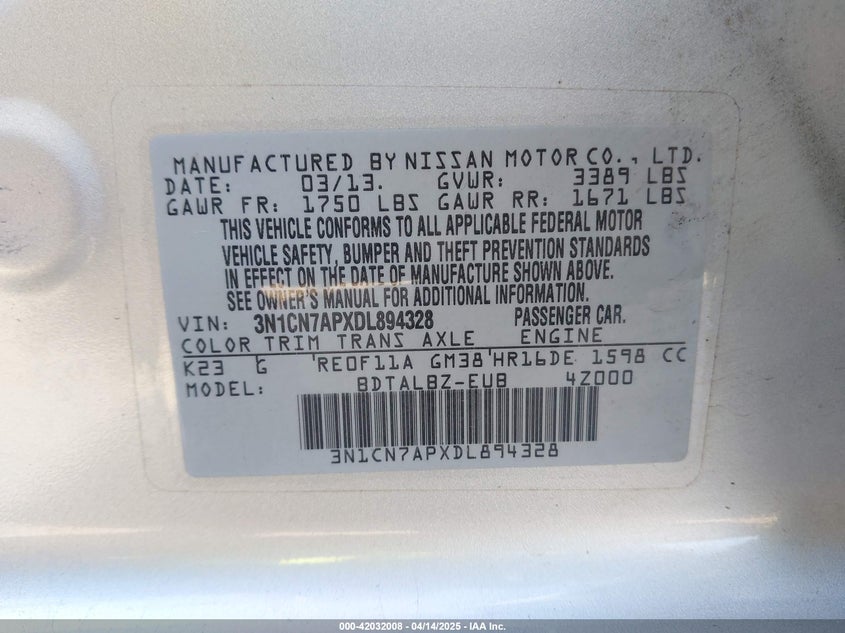 MANUFACTURED BY NISSAN MOTOR CO., LTD.
DATE: 03/13. GVWR: 3389 LBS
GAWR FR: 1750 LBS GAWR RR: 1671 LBS
THIS VEHICLE CONFORMS TO ALL APPLICABLE FEDERAL MOTOR
VEHICLE SAFETY, BUMPER AND THEFT PREVENTION STANDARDS
IN EFFECT ON THE DATE OF MANUFACTURE SHOWN ABOVE.
SEE OWNER'S MANUAL FOR ADDITIONAL INFORMATION.
VIN: 3N1CN7APXDL894328 PASSENGER CAR.
COLOR TRIM TRANS AXLE ENGINE
K23 G RE0F11A GM38 HR16DE 1598 CC
MODEL: BDTALBZ-EUB 4Z000
3N1CN7APXDL894328
000-42032008 - 04/14/2025 - IAA Inc.